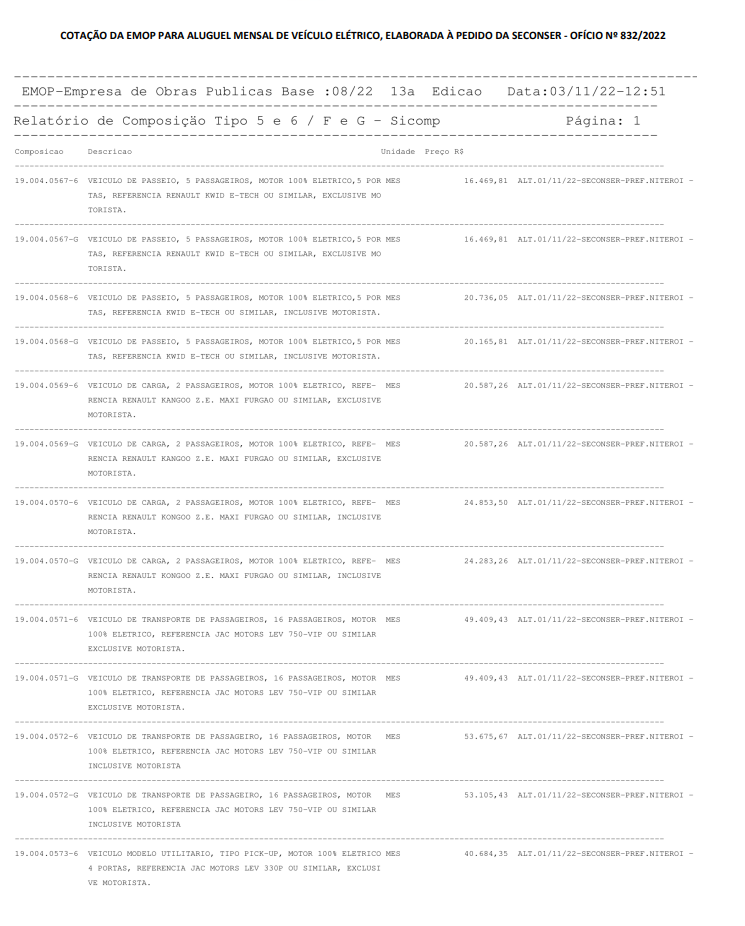 COTAÇÃO DA EMOP PARA ALUGUEL MENSAL DE VEÍCULO ELÉTRICO, ELABORADA À PEDIDO DA SECONSER - OFÍCIO Nº 832/2022
EMOP-Empresa de Obras Publicas Base :08/22 13a Edicao Data:03/11/22-12:51
Relatório de Composição Tipo 5 e 6 / F e G - Sicomp Página: 1
Composicao Descricao Unidade Preço R$
19.004.0567-6 VEICULO DE PASSEIO, 5 PASSAGEIROS, MOTOR 100% ELETRICO,5 POR MES 16.469,81 ALT.01/11/22-SECONSER-PREF.NITEROI -
TAS, REFERENCIA RENAULT KWID E-TECH OU SIMILAR, EXCLUSIVE MO
TORISTA.
19.004.0567-G VEICULO DE PASSEIO, 5 PASSAGEIROS, MOTOR 100% ELETRICO,5 POR MES 16.469,81 ALT.01/11/22-SECONSER-PREF.NITEROI -
TAS, REFERENCIA RENAULT KWID E-TECH OU SIMILAR, EXCLUSIVE MO
TORISTA.
19.004.0568-6 VEICULO DE PASSEIO, 5 PASSAGEIROS, MOTOR 100% ELETRICO,5 POR MES 20.736,05 ALT.01/11/22-SECONSER-PREF.NITEROI -
TAS, REFERENCIA KWID E-TECH OU SIMILAR, INCLUSIVE MOTORISTA.
19.004.0568-G VEICULO DE PASSEIO, 5 PASSAGEIROS, MOTOR 100% ELETRICO,5 POR MES 20.165,81 ALT.01/11/22-SECONSER-PREF.NITEROI -
TAS, REFERENCIA KWID E-TECH OU SIMILAR, INCLUSIVE MOTORISTA.
19.004.0569-6 VEICULO DE CARGA, 2 PASSAGEIROS, MOTOR 100% ELETRICO, REFE- MES 20.587,26 ALT.01/11/22-SECONSER-PREF.NITEROI -
RENCIA RENAULT KANGOO Z.E. MAXI FURGAO OU SIMILAR, EXCLUSIVE
MOTORISTA.
19.004.0569-G VEICULO DE CARGA, 2 PASSAGEIROS, MOTOR 100% ELETRICO, REFE- MES 20.587,26 ALT.01/11/22-SECONSER-PREF.NITEROI -
RENCIA RENAULT KANGOO Z.E. MAXI FURGAO OU SIMILAR, EXCLUSIVE
MOTORISTA.
19.004.0570-6 VEICULO DE CARGA, 2 PASSAGEIROS, MOTOR 100% ELETRICO, REFE- MES 24.853,50 ALT.01/11/22-SECONSER-PREF.NITEROI -
RENCIA RENAULT KONGOO Z.E. MAXI FURGAO OU SIMILAR, INCLUSIVE
MOTORISTA.
19.004.0570-G VEICULO DE CARGA, 2 PASSAGEIROS, MOTOR 100% ELETRICO, REFE- MES 24.283,26 ALT.01/11/22-SECONSER-PREF.NITEROI -
RENCIA RENAULT KONGOO Z.E. MAXI FURGAO OU SIMILAR, INCLUSIVE
MOTORISTA.
19.004.0571-6 VEICULO DE TRANSPORTE DE PASSAGEIROS, 16 PASSAGEIROS, MOTOR MES 49.409,43 ALT.01/11/22-SECONSER-PREF.NITEROI -
100% ELETRICO, REFERENCIA JAC MOTORS LEV 750-VIP OU SIMILAR
EXCLUSIVE MOTORISTA.
19.004.0571-G VEICULO DE TRANSPORTE DE PASSAGEIROS, 16 PASSAGEIROS, MOTOR MES 49.409,43 ALT.01/11/22-SECONSER-PREF.NITEROI -
100% ELETRICO, REFERENCIA JAC MOTORS LEV 750-VIP OU SIMILAR
EXCLUSIVE MOTORISTA.
19.004.0572-6 VEICULO DE TRANSPORTE DE PASSAGEIRO, 16 PASSAGEIROS, MOTOR MES 53.675,67 ALT.01/11/22-SECONSER-PREF.NITEROI -
100% ELETRICO, REFERENCIA JAC MOTORS LEV 750-VIP OU SIMILAR
INCLUSIVE MOTORISTA
19.004.0572-G VEICULO DE TRANSPORTE DE PASSAGEIRO, 16 PASSAGEIROS, MOTOR MES 53.105,43 ALT.01/11/22-SECONSER-PREF.NITEROI -
100% ELETRICO, REFERENCIA JAC MOTORS LEV 750-VIP OU SIMILAR
INCLUSIVE MOTORISTA
19.004.0573-6 VEICULO MODELO UTILITARIO, TIPO PICK-UP, MOTOR 100% ELETRICO MES 40.684,35 ALT.01/11/22-SECONSER-PREF.NITEROI -
4 PORTAS, REFERENCIA JAC MOTORS LEV 330P OU SIMILAR, EXCLUSI
VE MOTORISTA.